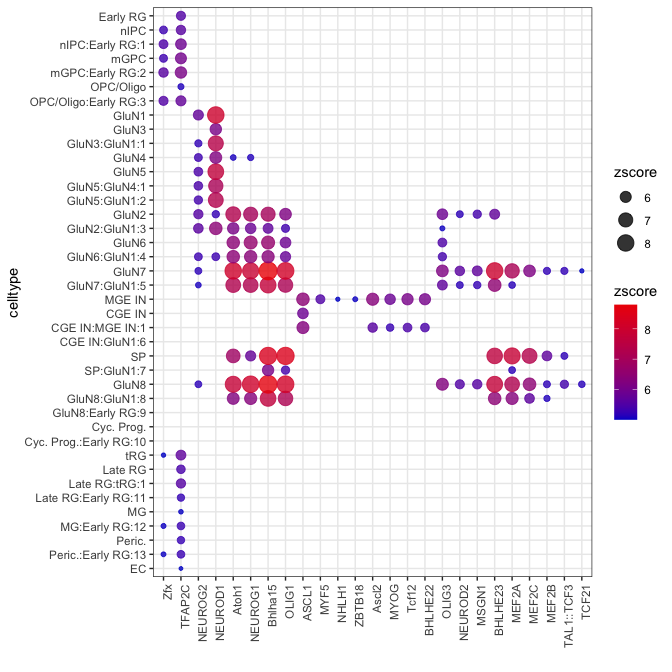 celltype
Early RG
nIPC
nIPC:Early RG:1
mGPC
mGPC:Early RG:2
OPC/Oligo
OPC/Oligo:Early RG:3
GluN1
GluN3
GluN3:GluN1:1
GluN4
GluN5
GluN5:GluN4:1
GluN5:GluN1:2
GluN2
GluN2:GluN1:3
GluN6
GluN6:GluN1:4
GluN7
GluN7:GluN1:5
MGE IN
CGE IN
CGE IN:MGE IN:1
CGE IN:GluN1:6
SP
SP:GluN1:7
GluN8
GluN8:GluN1:8
GluN8:Early RG:9
Cyc. Prog.
Cyc. Prog.:Early RG:10
tRG
Late RG
Late RG:tRG:1
Late RG:Early RG:11
MG
MG:Early RG:12
Peric.
Peric.:Early RG:13
EC
Zfx
TFAP2C
NEUROG2
NEUROD1
Atoh1
NEUROG1
Bhlha15
OLIG1
ASCL1
MYF5
NHLH1
ZBTB18
Ascl2
MYOG
Tcf12
BHLHE22
OLIG3
NEUROD2
MSGN1
BHLHE23
MEF2A
MEF2C
MEF2B
TAL1::TCF3
TCF21
zscore
6
7
8
zscore
8
7
6